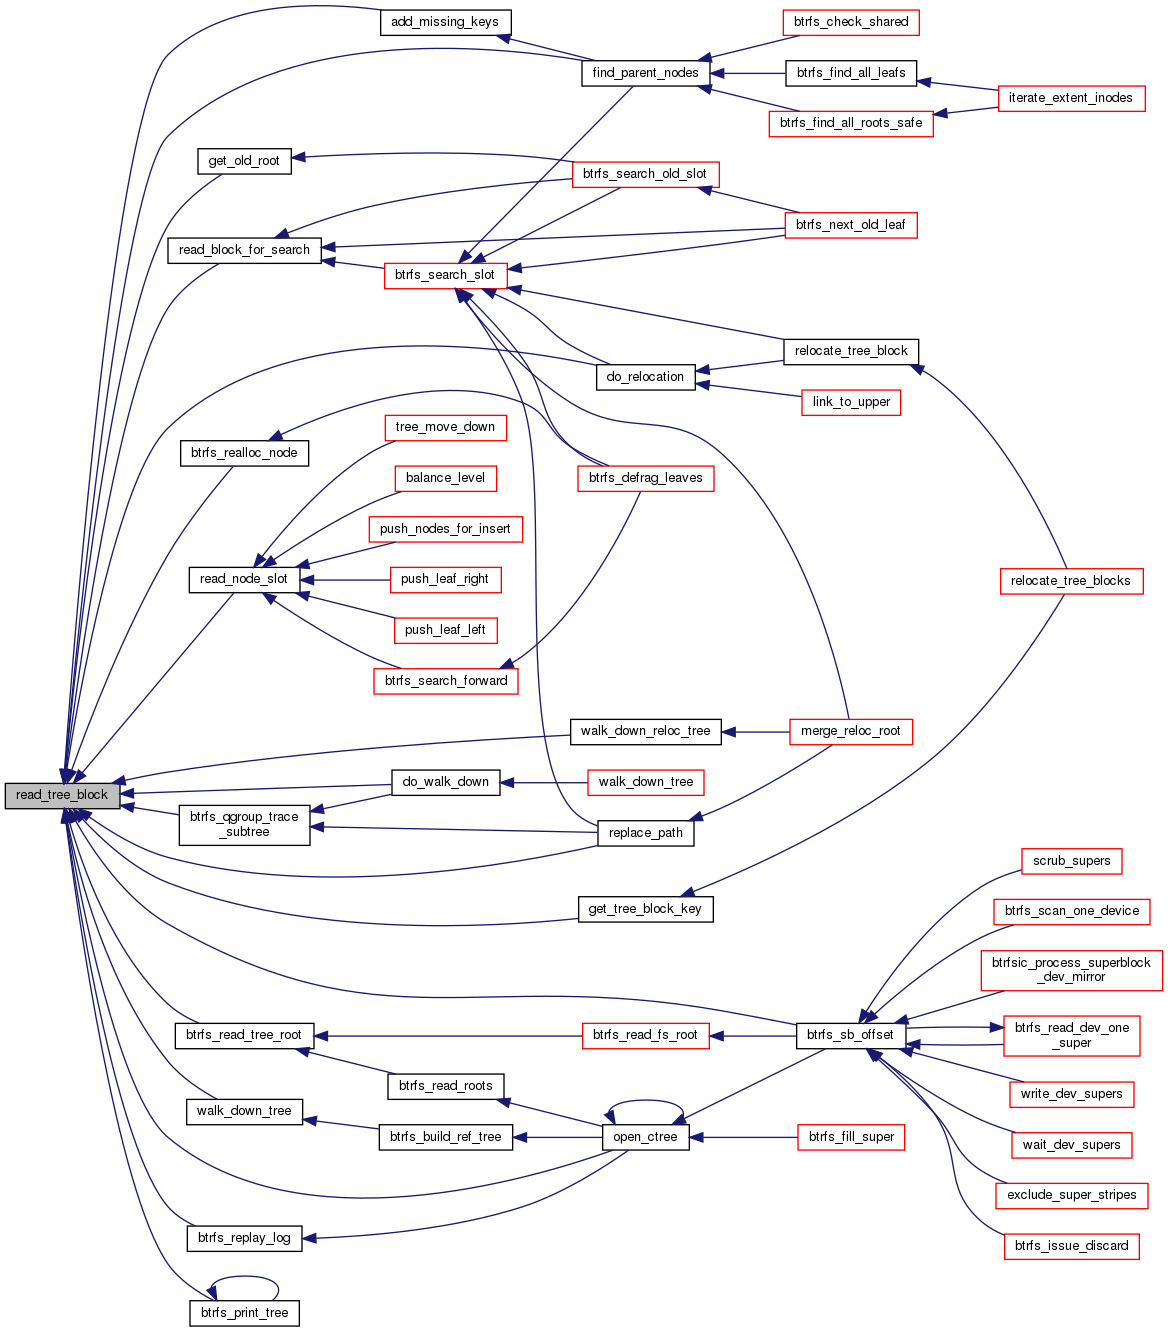 add_missing_keys
btrfs_check_shared
find_parent_nodes
btrfs_find_all_leafs
iterate_extent_inodes
btrfs_find_all_roots_safe
get_old_root
btrfs_search_old_slot
btrfs_next_old_leaf
read_block_for_search
btrfs_search_slot
relocate_tree_block
do_relocation
link_to_upper
tree_move_down
btrfs_realloc_node
balance_level
btrfs_defrag_leaves
push_nodes_for_insert
read_node_slot
push_leaf_right
relocate_tree_blocks
push_leaf_left
btrfs_search_forward
walk_down_reloc_tree
merge_reloc_root
read_tree_block
do_walk_down
walk_down_tree
btrfs_qgroup_trace
_subtree
replace_path
get_tree_block_key
scrub_supers
btrfs_scan_one_device
btrfsic_process_superblock
_dev_mirror
btrfs_read_tree_root
btrfs_read_fs_root
btrfs_sb_offset
btrfs_read_dev_one
_super
btrfs_read_roots
write_dev_supers
walk_down_tree
btrfs_build_ref_tree
open_ctree
btrfs_fill_super
wait_dev_supers
exclude_super_stripes
btrfs_replay_log
btrfs_issue_discard
btrfs_print_tree